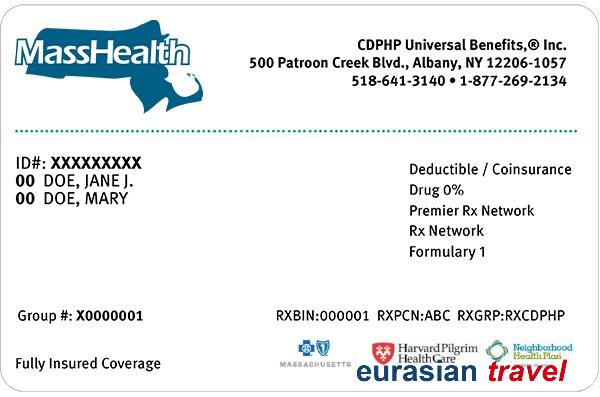 MassHealth
CDPHP Universal Benefits,® Inc.
500 Patroon Creek Blvd., Albany, NY 12206-1057
518-641-3140 • 1-877-269-2134
ID#: XXXXXXXXX
00 DOE, JANE J.
00 DOE, MARY
Deductible / Coinsurance
Drug 0%
Premier Rx Network
Rx Network
Formulary 1
Group #: X0000001
RXBIN:000001 RXPCN:ABC RXGRP:RXCDPHP
Fully Insured Coverage
MASSACHUSETTS
Harvard Pilgrim
HealthCare
Neighborhood
Health Plan
eurasian travel